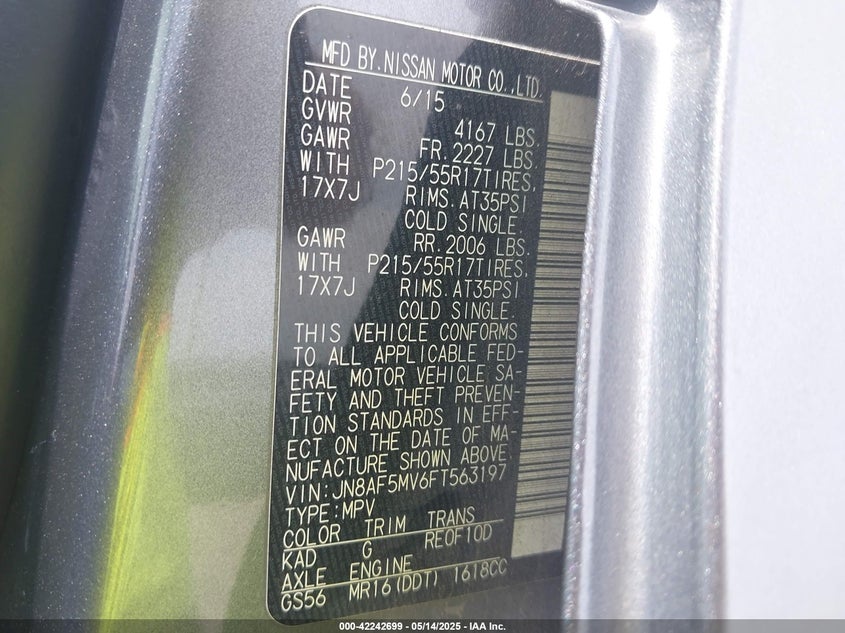 MFD BY. NISSAN MOTOR CO., LTD.
DATE 6/15
GVWR 4167 LBS.
GAWR FR. 2227 LBS.
WITH P215/55R17TIRES,
17X7J RIMS. AT35PSI
COLD SINGLE.
GAWR RR. 2006 LBS.
WITH P215/55R17TIRES,
17X7J RIMS. AT35PSI
COLD SINGLE.
THIS VEHICLE CONFORMS
TO ALL APPLICABLE FED-
ERAL MOTOR VEHICLE SA-
FETY AND THEFT PREVEN-
TION STANDARDS IN EFF-
ECT ON THE DATE OF MA-
NUFACTURE SHOWN ABOVE.
VIN:JN8AF5MV6FT563197
TYPE:MPV
COLOR TRIM TRANS
KAD G RE0F10D
AXLE ENGINE
GS56 MR16(DDT) 1618CC
000-42242699 — 05/14/2025 — IAA Inc.